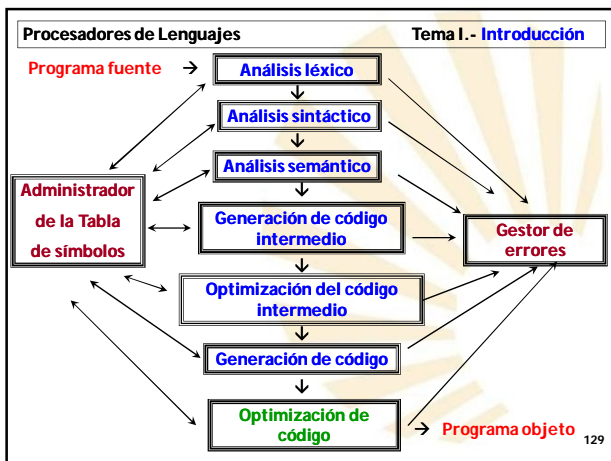 Procesadores de Lenguajes
Tema I.- Introducción
Programa fuente → Análisis léxico
Análisis sintáctico
Análisis semántico
Administrador
de la Tabla
de símbolos
Generación de código
intermedio
Gestor de
errores
Optimización del código
intermedio
Generación de código
Optimización de
código
→ Programa objeto
129